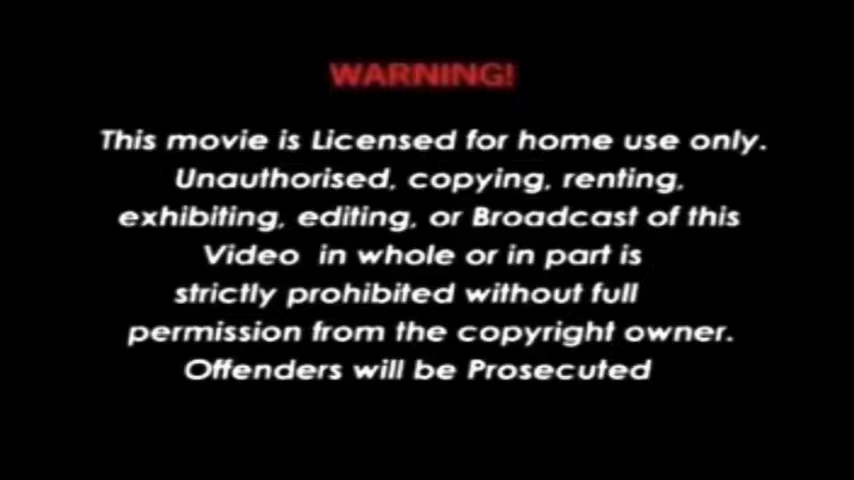 WARNING!
This movie is Licensed for home use only.
Unauthorised, copying, renting,
exhibiting, editing, or Broadcast of this
Video in whole or in part is
strictly prohibited without full
permission from the copyright owner.
Offenders will be Prosecuted